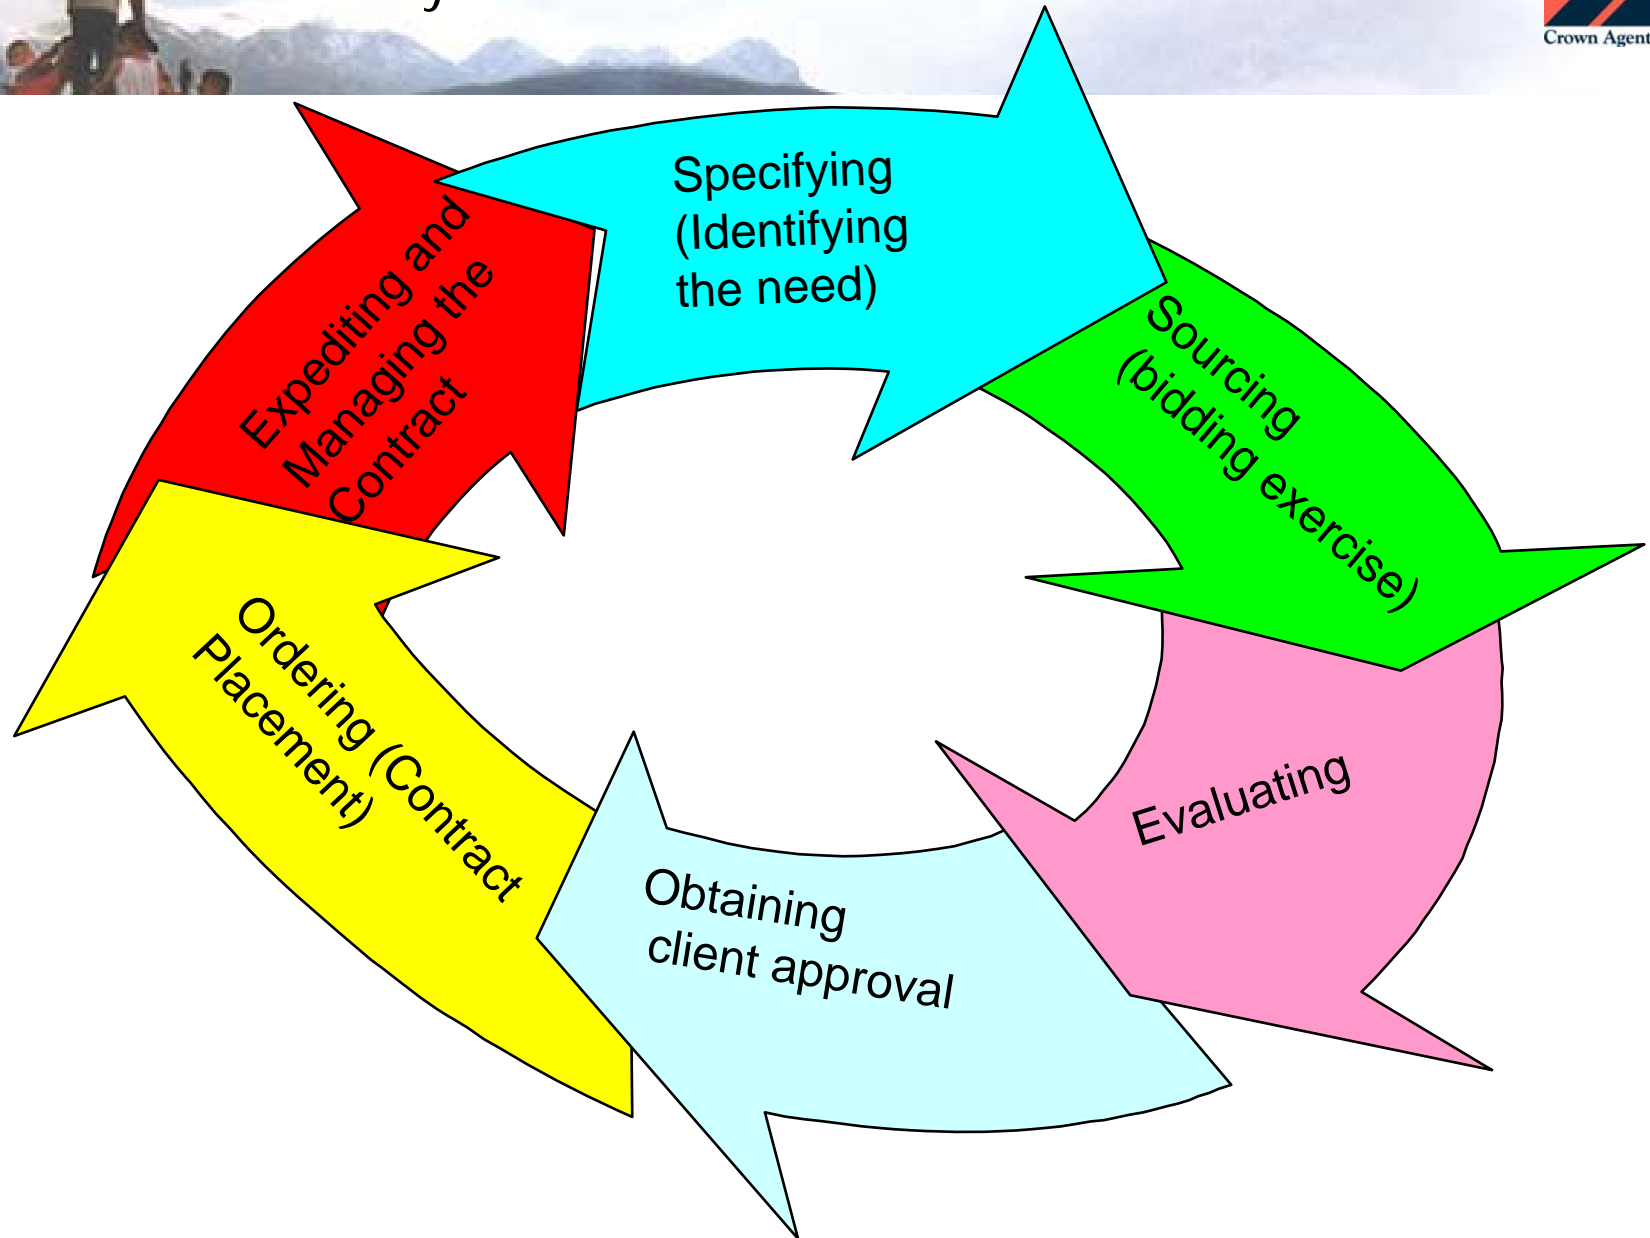 Crown Agent
Specifying
(Identifying
the need)
Sourcing
(bidding exercise)
Evaluating
Obtaining
client approval
Ordering (Contract
Placement)
Expediting and
Managing the
Contract